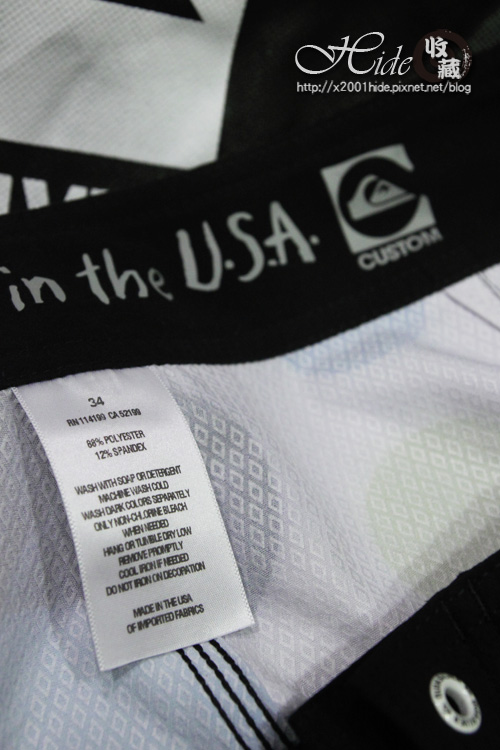 Hide 收藏
http://x2001hide.pixnet.net/blog
in the U.S.A.
CUSTOM
34
RN 114199 CA 52199
88% POLYESTER
12% SPANDEX
WASH WITH SOAP OR DETERGENT
MACHINE WASH COLD
WASH DARK COLORS SEPARATELY
ONLY NON-CHLORINE BLEACH
WHEN NEEDED
HANG OR TUMBLE DRY LOW
REMOVE PROMPTLY
COOL IRON IF NEEDED
DO NOT IRON ON DECORATION
MADE IN THE USA
OF IMPORTED FABRICS